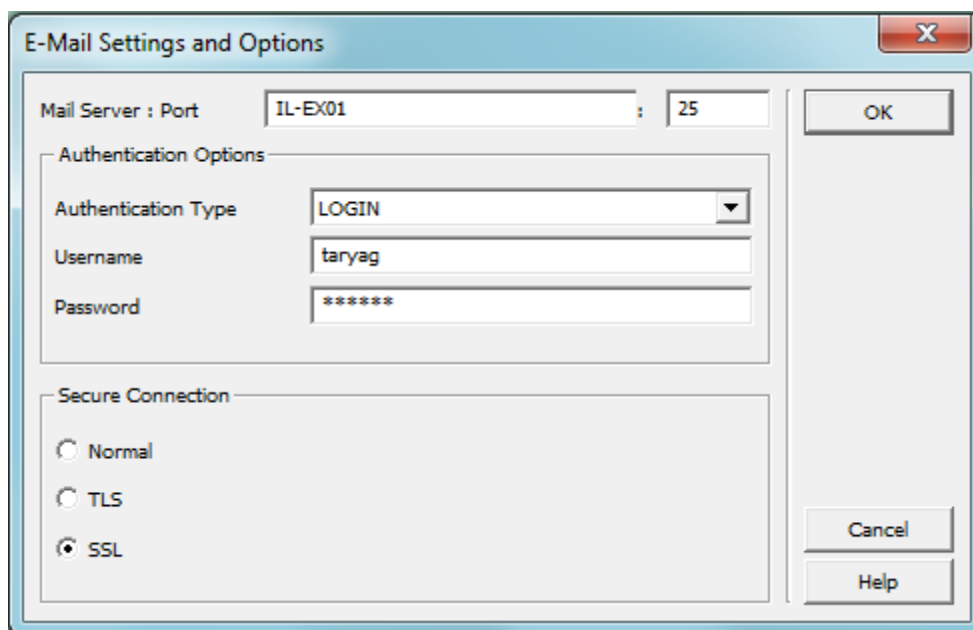 E-Mail Settings and Options
Mail Server : Port IL-EX01 : 25
OK
Authentication Options
Authentication Type LOGIN
Username taryag
Password ******
Secure Connection
Normal
TLS
SSL
Cancel
Help